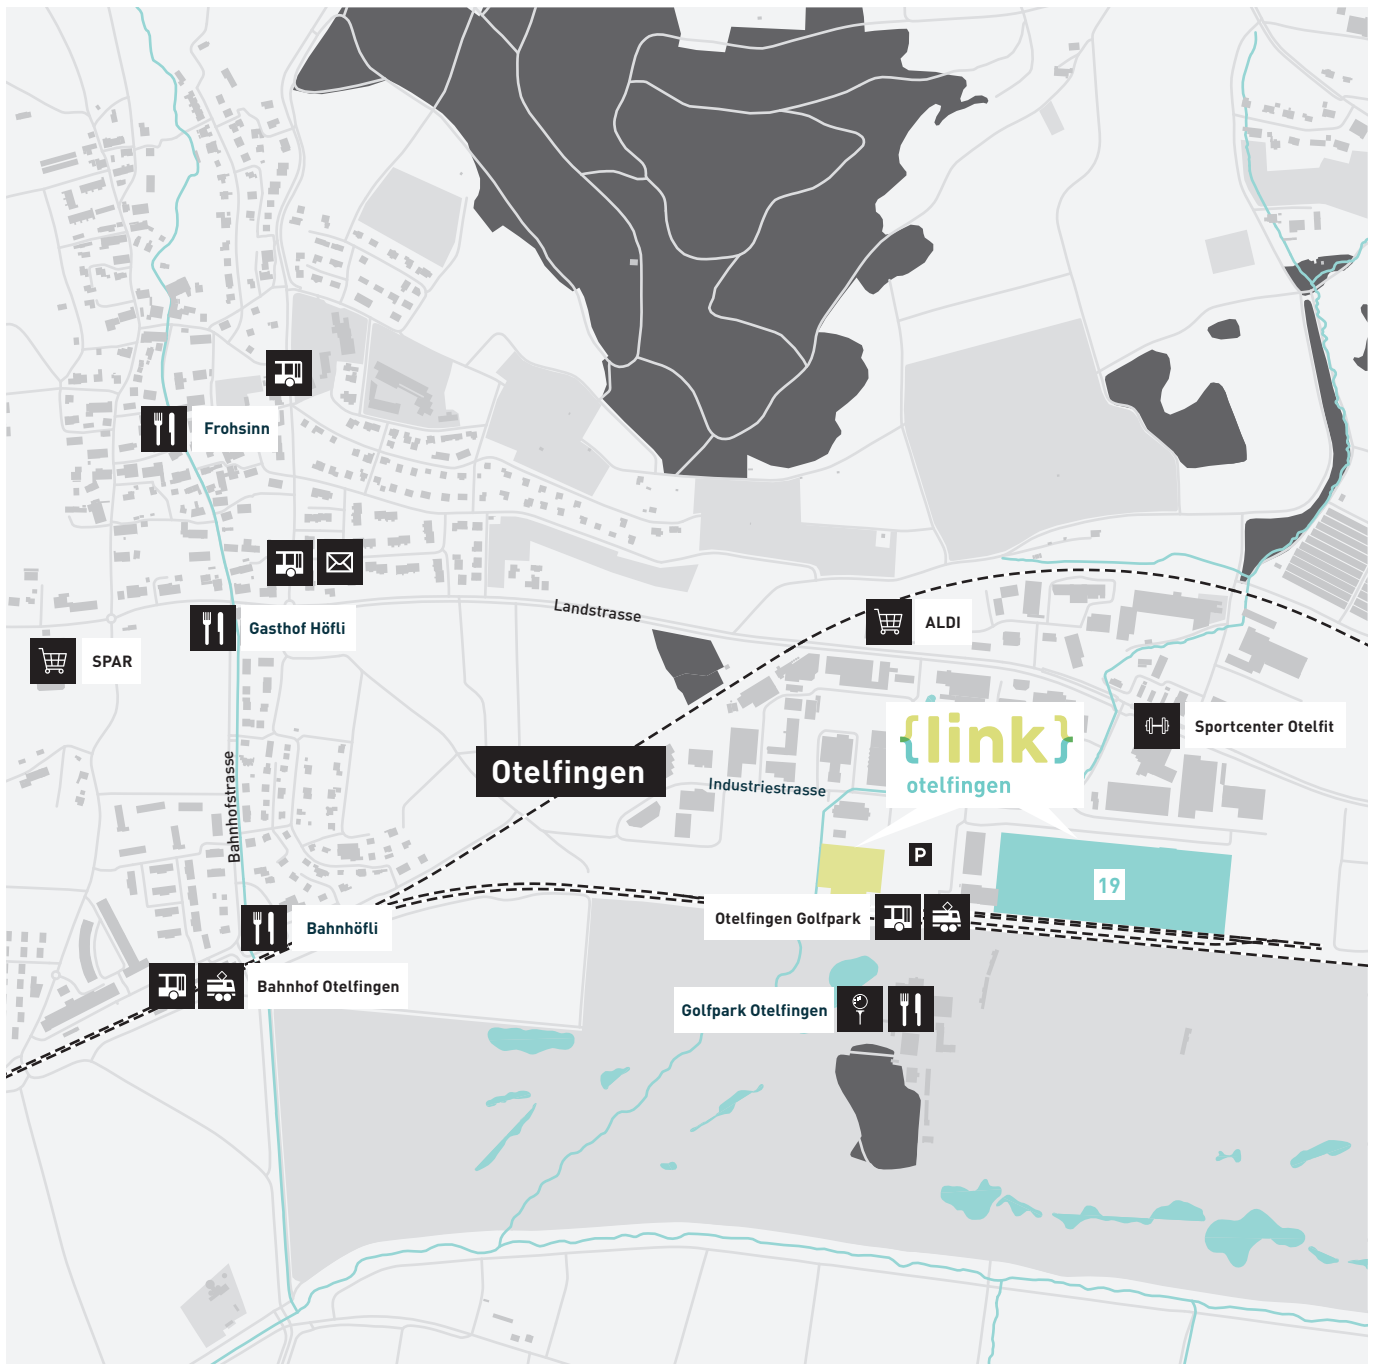 Frohsinn
Landstrasse
Gasthof Höfli
ALDI
SPAR
{link}
otelfingen
Sportcenter Otelfit
Otelfingen
Industriestrasse
Bahnhofstrasse
P
19
Otelfingen Golfpark
Bahnhöfli
Bahnhof Otelfingen
Golfpark Otelfingen